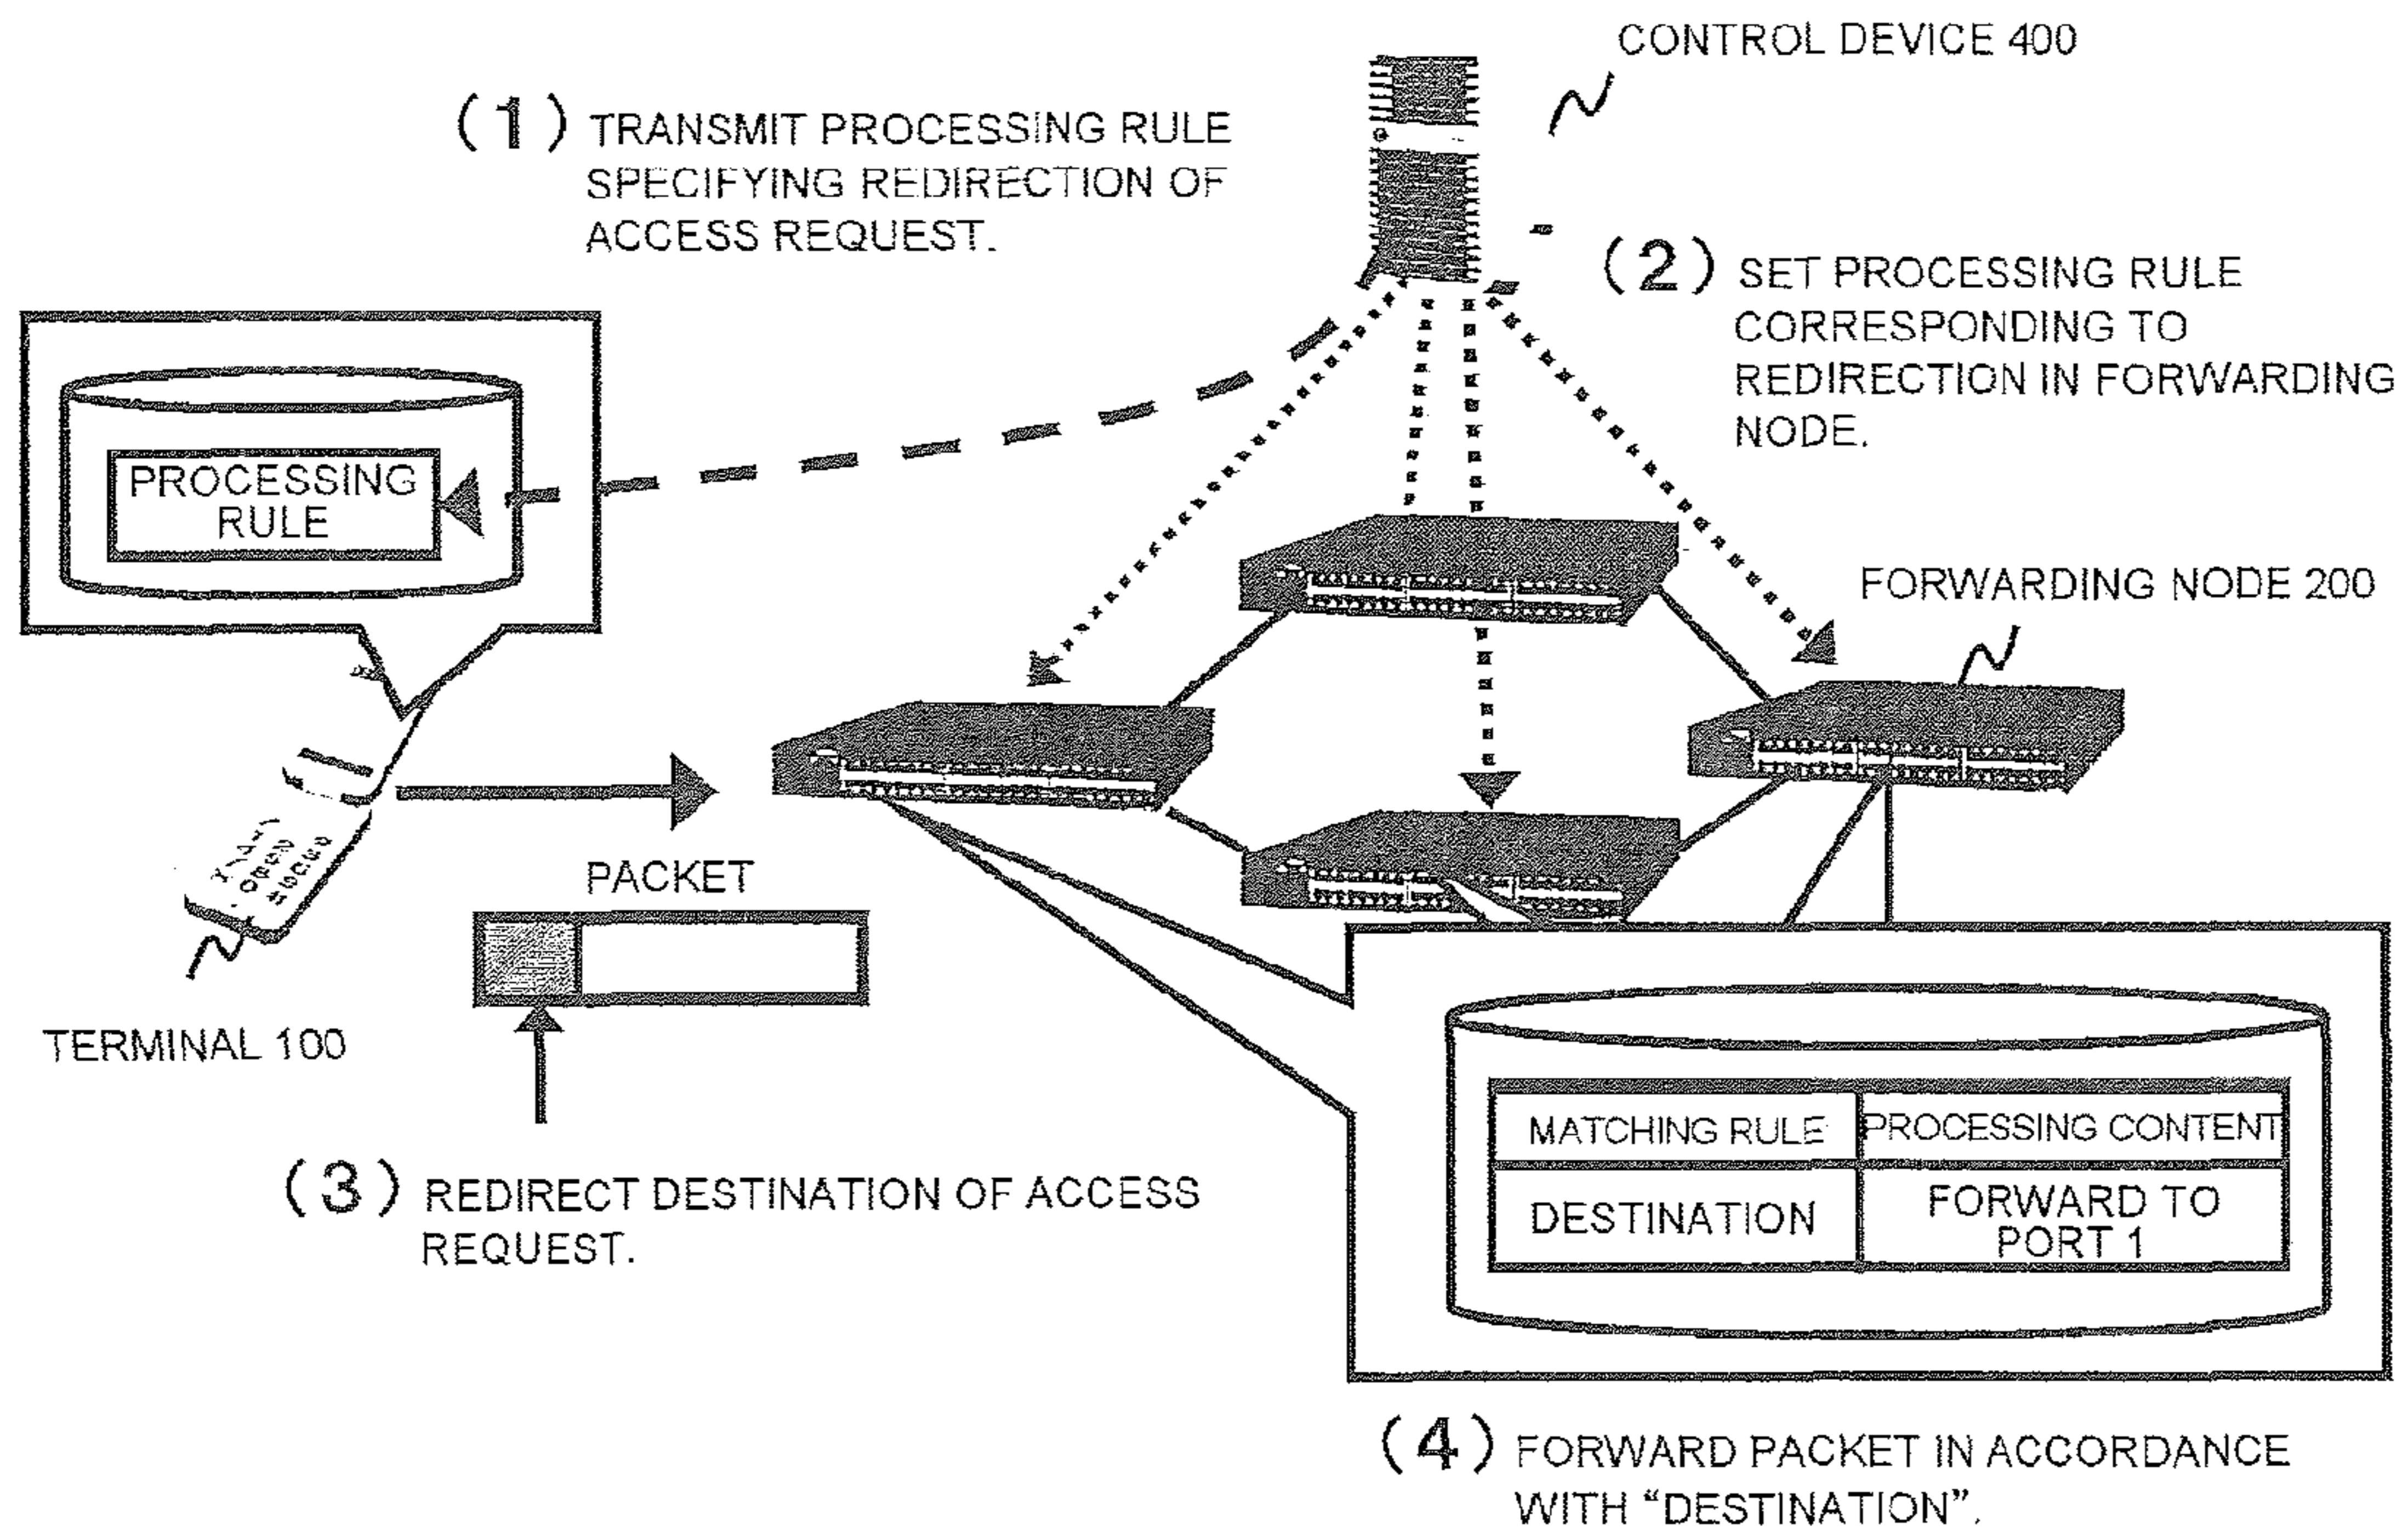 CONTROL DEVICE 400
(1) TRANSMIT PROCESSING RULE
SPECIFYING REDIRECTION OF
ACCESS REQUEST.
(2) SET PROCESSING RULE
CORRESPONDING TO
REDIRECTION IN FORWARDING
NODE.
PROCESSING
RULE
FORWARDING NODE 200
PACKET
TERMINAL 100
(3) REDIRECT DESTINATION OF ACCESS
REQUEST.
MATCHING RULE PROCESSING CONTENT
DESTINATION FORWARD TO
PORT 1
(4) FORWARD PACKET IN ACCORDANCE
WITH “DESTINATION”.